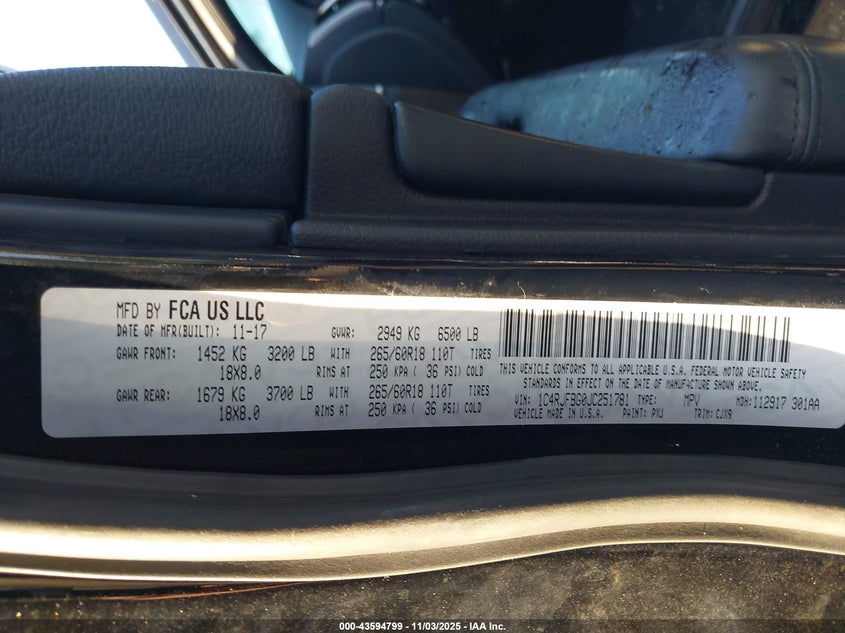 MFD BY FCA US LLC
DATE OF MFR(BUILT): 11-17 GVWR: 2949 KG 6500 LB
GAWR FRONT: 1452 KG 3200 LB WITH 265/60R18 110T TIRES
18X8.0 RIMS AT 250 KPA ( 36 PSI) COLD
GAWR REAR: 1679 KG 3700 LB WITH 265/60R18 110T TIRES
18X8.0 RIMS AT 250 KPA ( 36 PSI) COLD
THIS VEHICLE CONFORMS TO ALL APPLICABLE U.S.A. FEDERAL MOTOR VEHICLE SAFETY
STANDARDS IN EFFECT ON THE DATE OF MANUFACTURE SHOWN ABOVE.
VIN: 1C4RJFBG0JC251781 TYPE: MPV MDH:112917 301AA
VEHICLE MADE IN U.S.A. PAINT: PXJ TRIM: CJX9
000-43594799 - 11/03/2025 - IAA Inc.